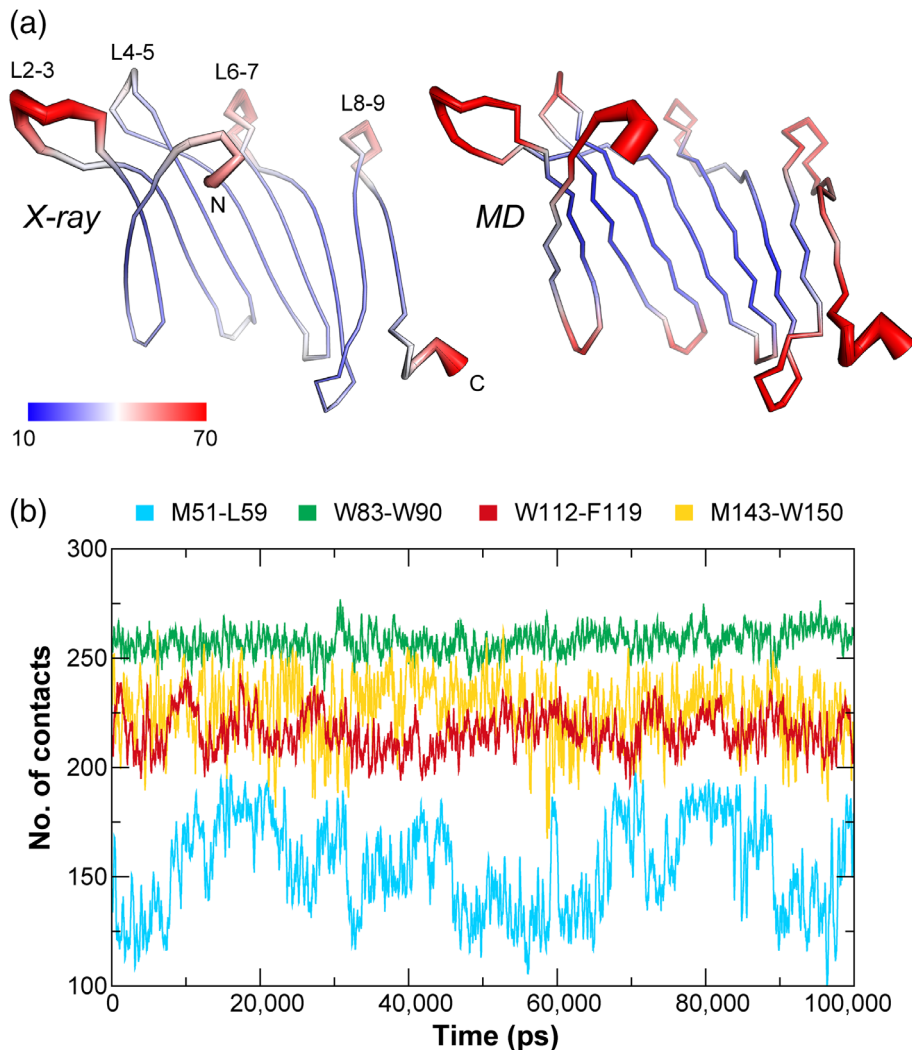 (a)
L2-3 L4-5 L6-7 L8-9
X-ray N MD
C
10 70
(b)
M51-L59 W83-W90 W112-F119 M143-W150
300
250
200
150
100
No. of contacts
0 20,000 40,000 60,000 80,000 100,000
Time (ps)